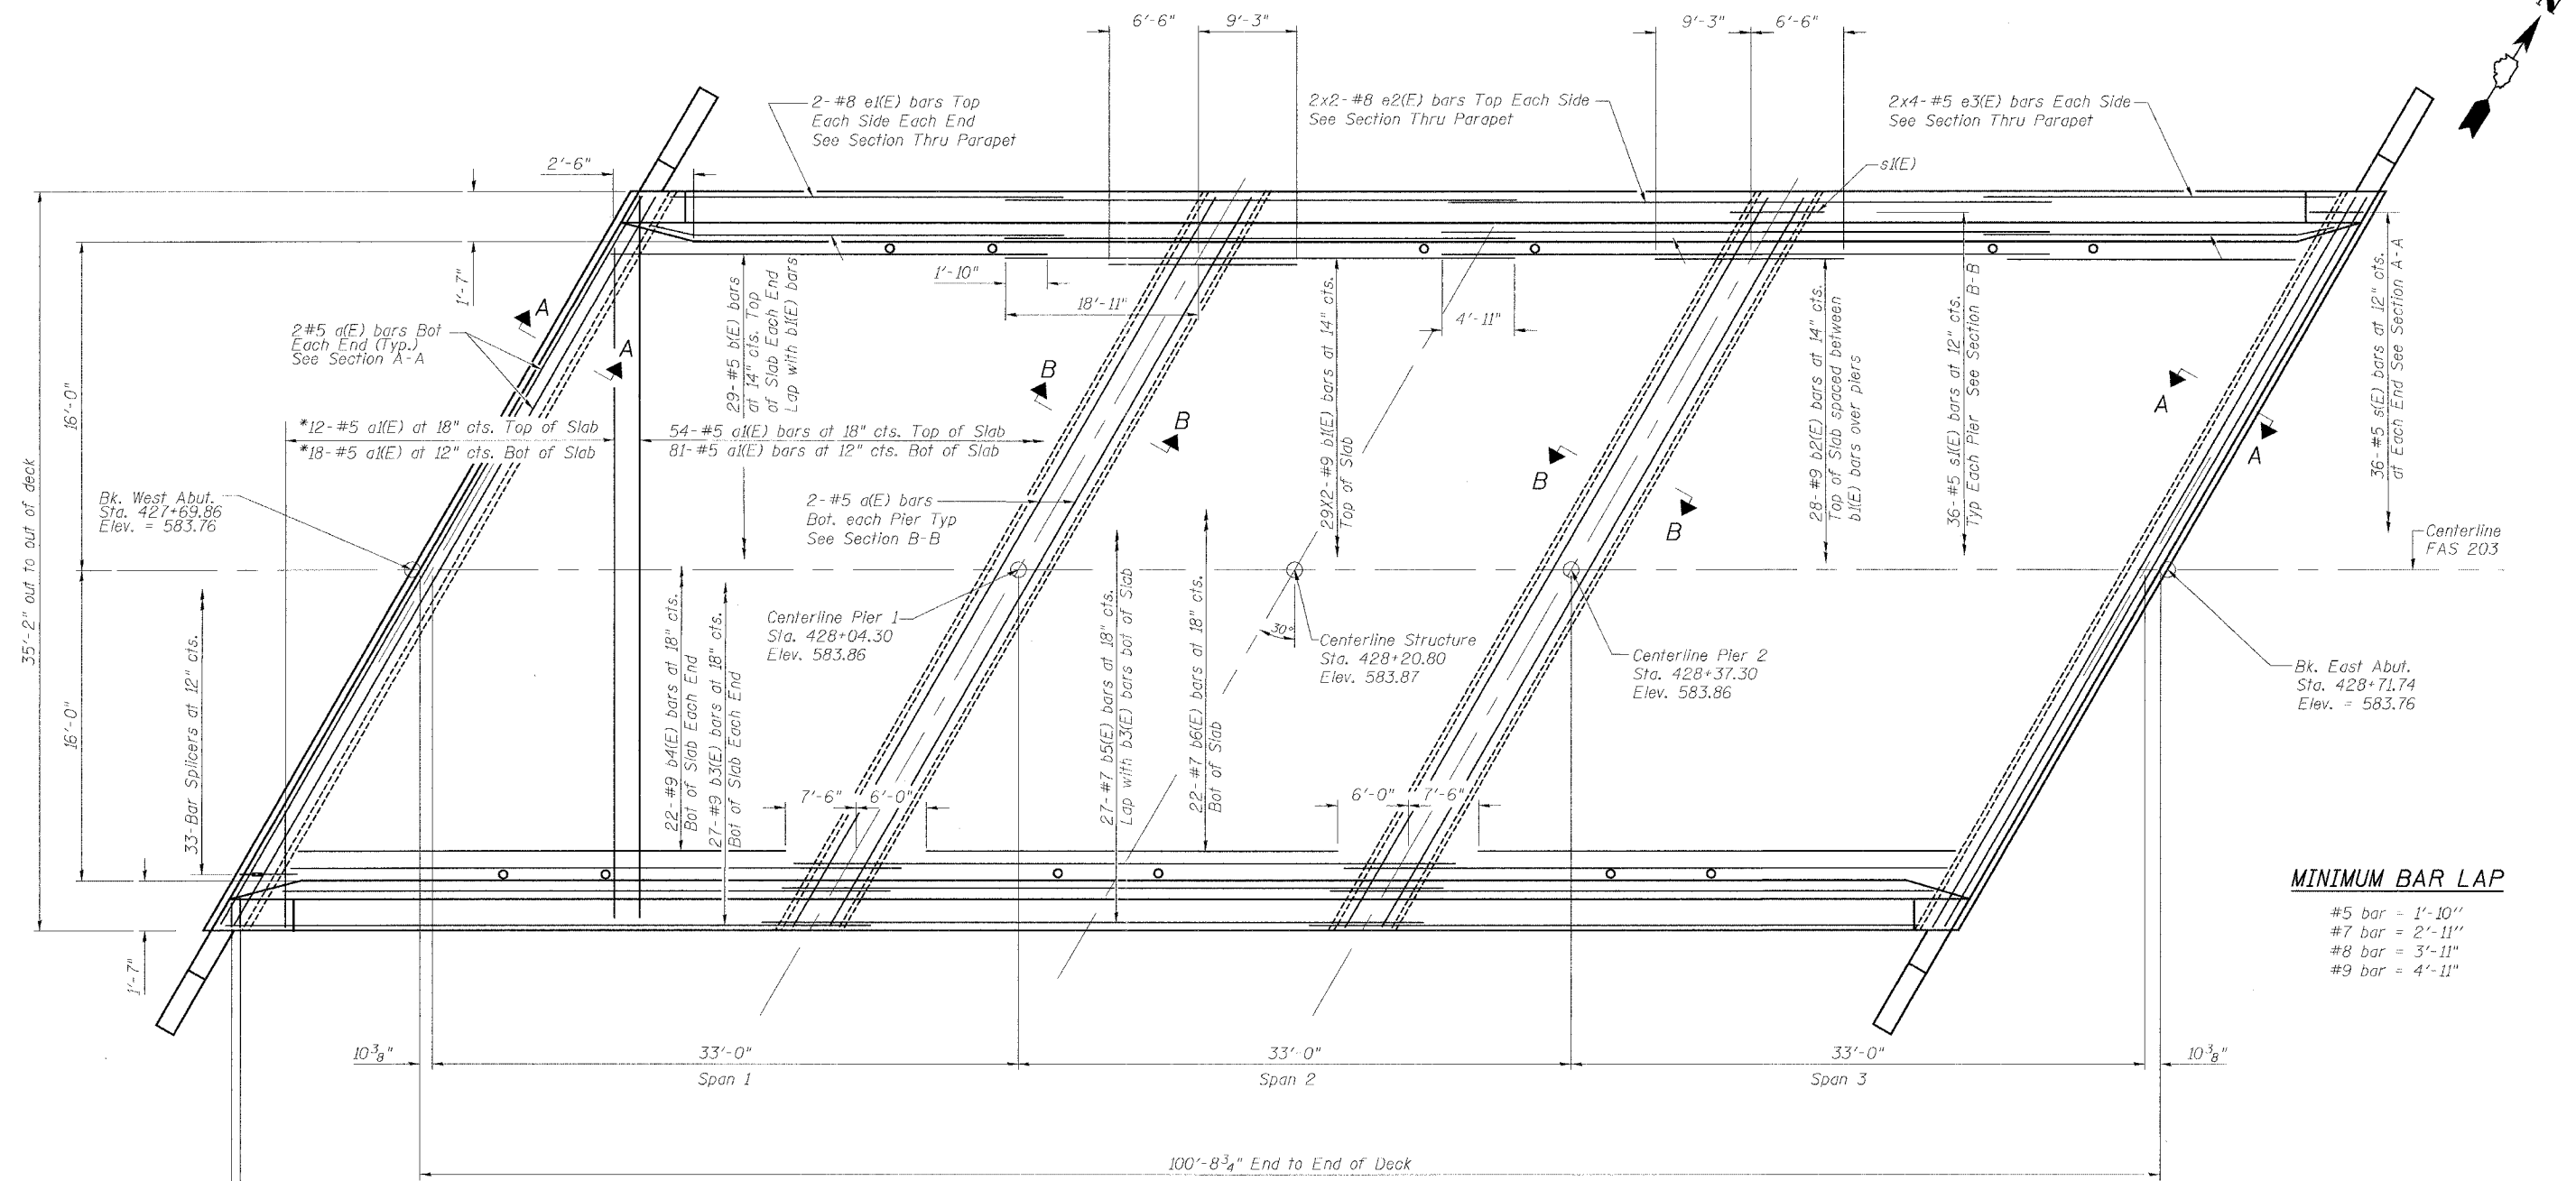 6'-6"
9'-3"
9'-3"
6'-6"
N
2-#8 e1(E) bars Top
Each Side Each End
See Section Thru Parapet
2x2-#8 e2(E) bars Top Each Side
See Section Thru Parapet
2x4-#5 e3(E) bars Each Side
See Section Thru Parapet
s1(E)
2'-6"
1'-7"
1'-10"
18'-11"
4'-11"
A
A
B
B
B
B
A
A
2#5 a(E) bars Bot
Each End (Typ.)
See Section A-A
29-#5 b(E) bars
at 14" cts. Top
of Slab Each End
Lap with b1(E) bars
29X2-#9 b1(E) bars at 14" cts.
Top of Slab
28-#9 b2(E) bars at 14" cts.
Top of Slab spaced between
b1(E) bars over piers
36-#5 s1(E) bars at 12" cts.
Typ Each Pier See Section B-B
36-#5 s(E) bars at 12" cts.
at Each End See Section A-A
*12-#5 a1(E) at 18" cts. Top of Slab
*18-#5 a1(E) at 12" cts. Bot of Slab
54-#5 a1(E) bars at 18" cts. Top of Slab
81-#5 a1(E) bars at 12" cts. Bot of Slab
35'-2" out to out of deck
16'-0"
16'-0"
1'-7"
Bk. West Abut.
Sta. 427+69.86
Elev. = 583.76
2-#5 a(E) bars
Bot. each Pier Typ
See Section B-B
Centerline
FAS 203
33-Bar Splicers at 12" cts.
22-#9 b4(E) bars at 18" cts.
Bot of Slab Each End
27-#9 b3(E) bars at 18" cts.
Bot of Slab Each End
Centerline Pier 1
Sta. 428+04.30
Elev. 583.86
27-#7 b5(E) bars at 18" cts.
Lap with b3(E) bars bot of Slab
22-#7 b6(E) bars at 18" cts.
Bot of Slab
30°
Centerline Structure
Sta. 428+20.80
Elev. 583.87
Centerline Pier 2
Sta. 428+37.30
Elev. 583.86
Bk. East Abut.
Sta. 428+71.74
Elev. = 583.76
7'-6"
6'-0"
6'-0"
7'-6"
MINIMUM BAR LAP
#5 bar = 1'-10"
#7 bar = 2'-11"
#8 bar = 3'-11"
#9 bar = 4'-11"
10 3/8"
33'-0"
33'-0"
33'-0"
10 3/8"
Span 1
Span 2
Span 3
100'-8 3/4" End to End of Deck